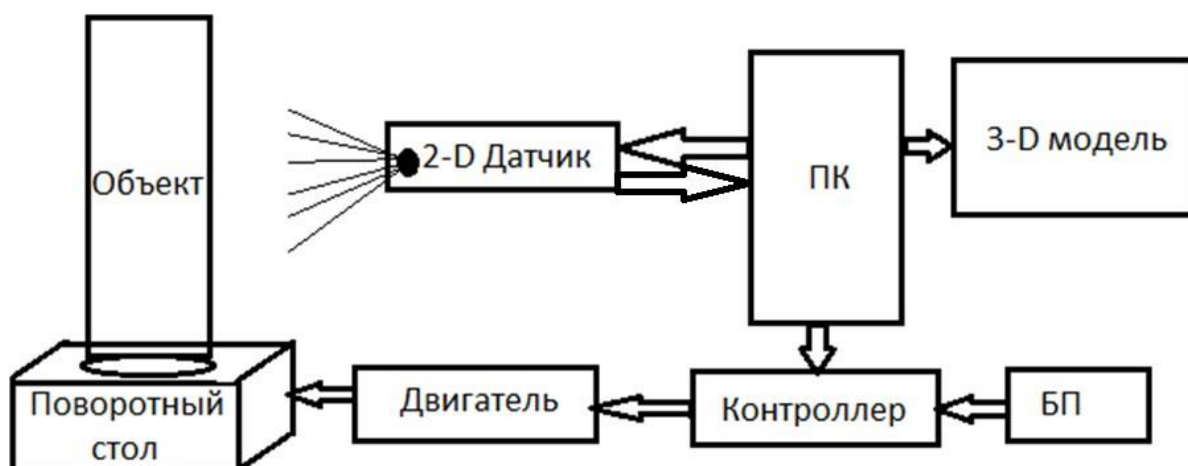 Объект
2-D Датчик
ПК
3-D модель
Поворотный
стол
Двигатель
Контроллер
БП